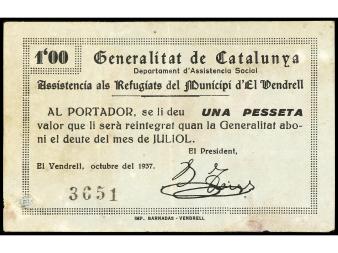 1'00 Generalitat de Catalunya
Departament d'Assistencia Social
Assistencia als Refugiats del Municipi d'El Vendrell
AL PORTADOR, se li deu UNA PESSETA
valor que li serà reintegrat quan la Generalitat abo-
ni el deute del mes de JULIOL.
El President,
El Vendrell, octubre del 1937.
3651
IMP. BARNADAS - VENDRELL